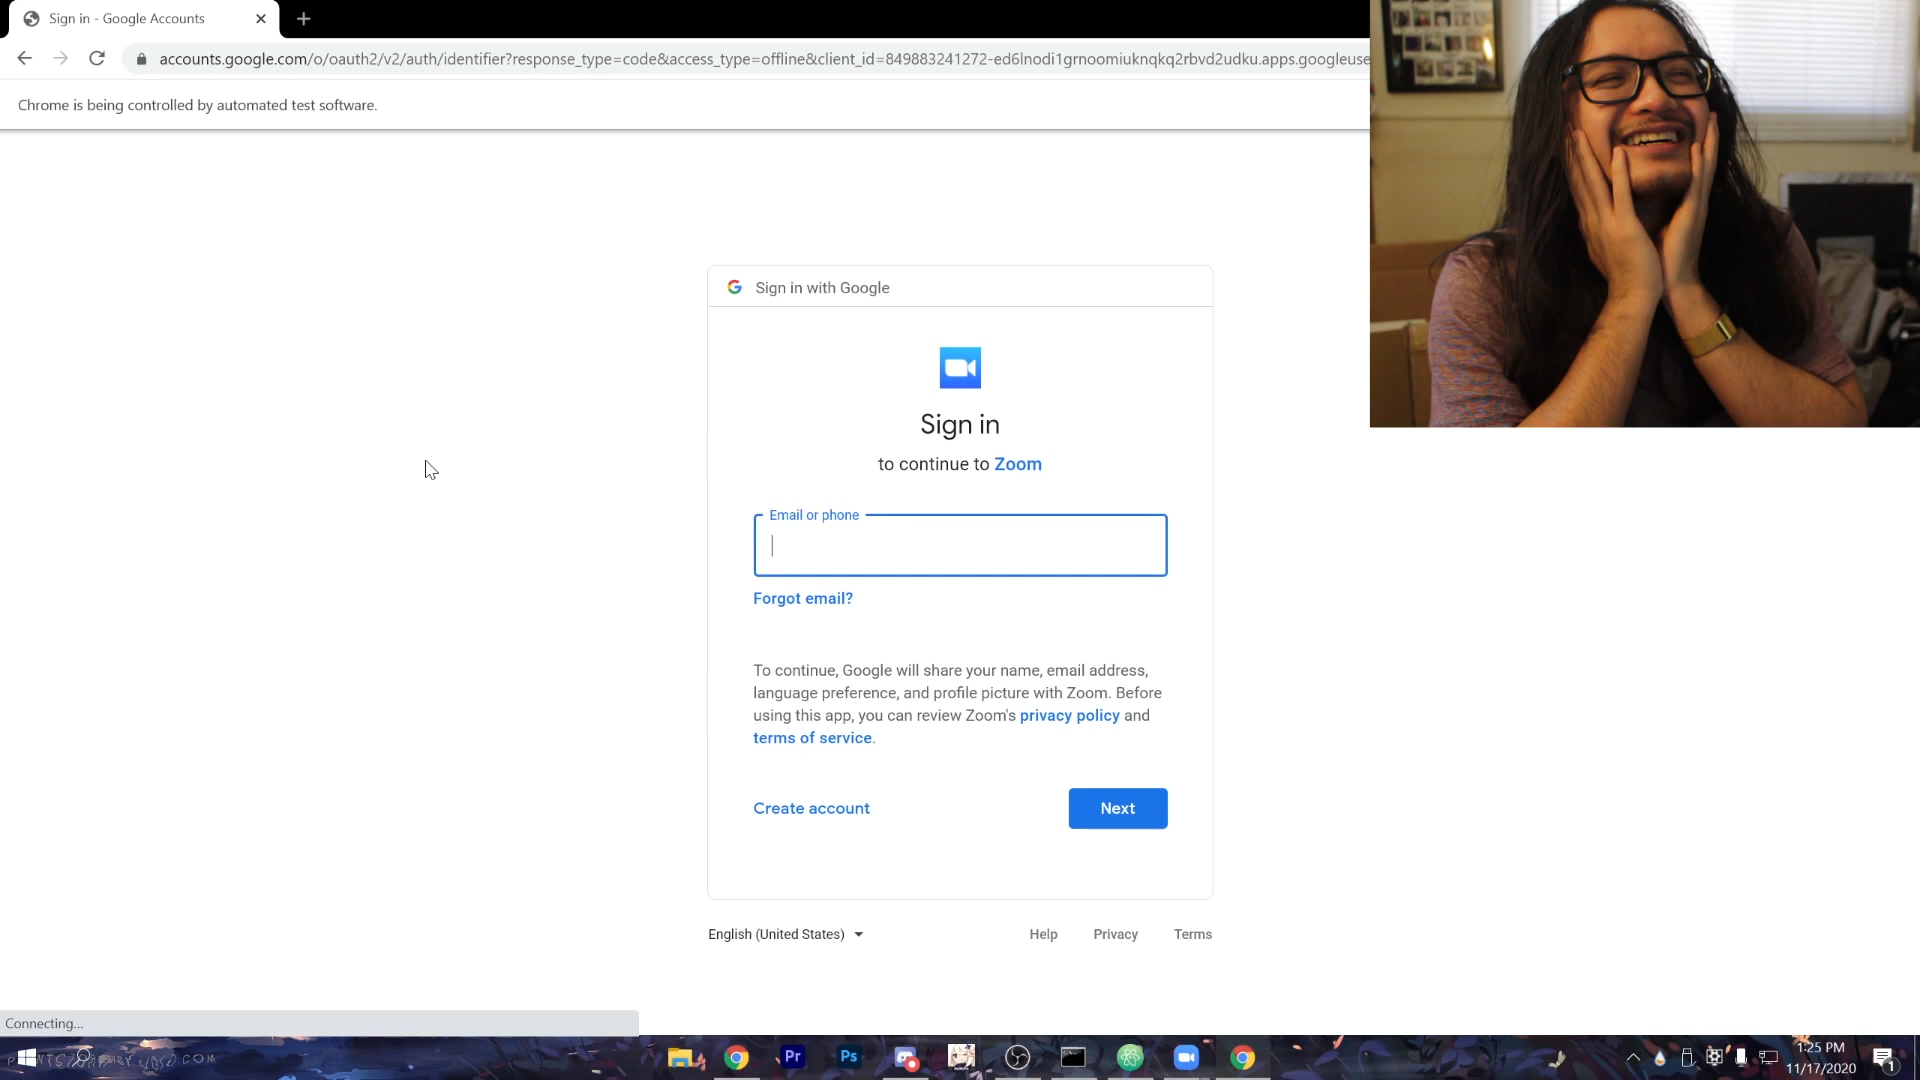 Sign in - Google Accounts
accounts.google.com/o/oauth2/v2/auth/identifier?response_type=code&access_type=offline&client_id=849883241272-ed6lnodi1grnoomiuknqkq2rbvd2udku.apps.googleuse
Chrome is being controlled by automated test software.
Sign in with Google
Sign in
to continue to Zoom
Email or phone
Forgot email?
To continue, Google will share your name, email address,
language preference, and profile picture with Zoom. Before
using this app, you can review Zoom's privacy policy and
terms of service.
Create account
Next
English (United States)
Help
Privacy
Terms
Connecting...
Pr
Ps
1:25 PM
11/17/2020
1